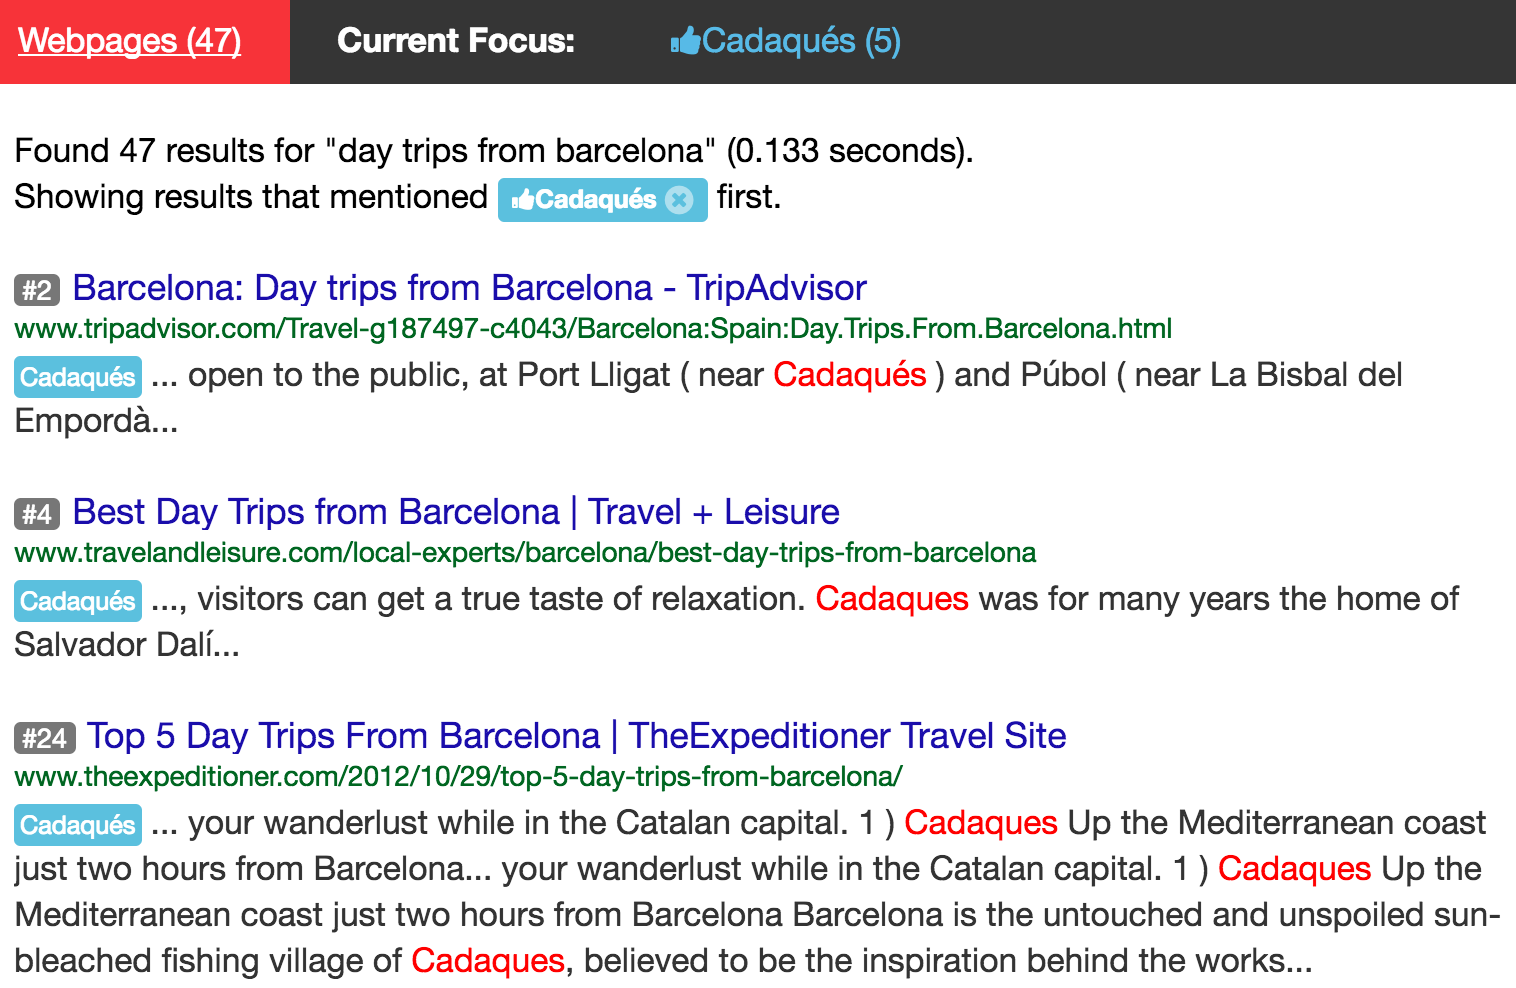 Webpages (47) Current Focus: Cadaqués (5)
Found 47 results for "day trips from barcelona" (0.133 seconds).
Showing results that mentioned Cadaqués first.
#2 Barcelona: Day trips from Barcelona - TripAdvisor
www.tripadvisor.com/Travel-g187497-c4043/Barcelona:Spain:Day.Trips.From.Barcelona.html
Cadaqués ... open to the public, at Port Lligat ( near Cadaqués ) and Púbol ( near La Bisbal del
Empordà...
#4 Best Day Trips from Barcelona | Travel + Leisure
www.travelandleisure.com/local-experts/barcelona/best-day-trips-from-barcelona
Cadaqués ..., visitors can get a true taste of relaxation. Cadaques was for many years the home of
Salvador Dalí...
#24 Top 5 Day Trips From Barcelona | TheExpeditioner Travel Site
www.theexpeditioner.com/2012/10/29/top-5-day-trips-from-barcelona/
Cadaqués ... your wanderlust while in the Catalan capital. 1 ) Cadaques Up the Mediterranean coast
just two hours from Barcelona... your wanderlust while in the Catalan capital. 1 ) Cadaques Up the
Mediterranean coast just two hours from Barcelona Barcelona is the untouched and unspoiled sun-
bleached fishing village of Cadaques, believed to be the inspiration behind the works...